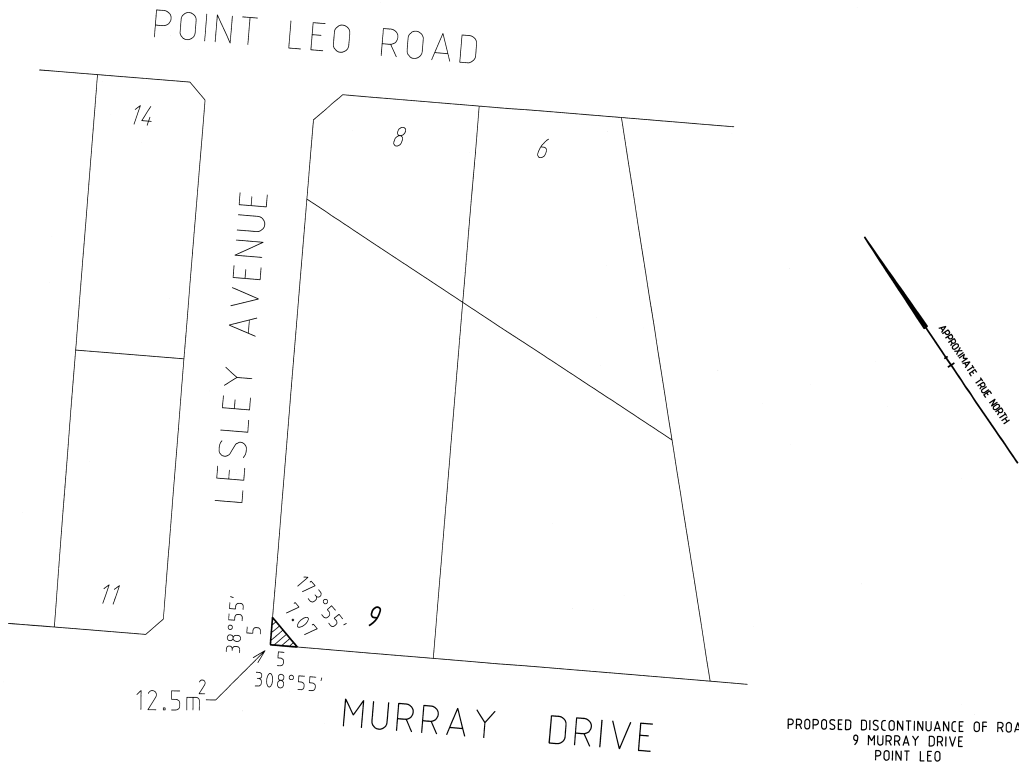 POINT LEO ROAD
14
8
6
LESLEY AVENUE
APPROXIMATE TRUE NORTH
11
9
173°55'
7.07
38°55'
5
5
308°55'
12.5m²
MURRAY DRIVE
PROPOSED DISCONTINUANCE OF ROA
9 MURRAY DRIVE
POINT LEO